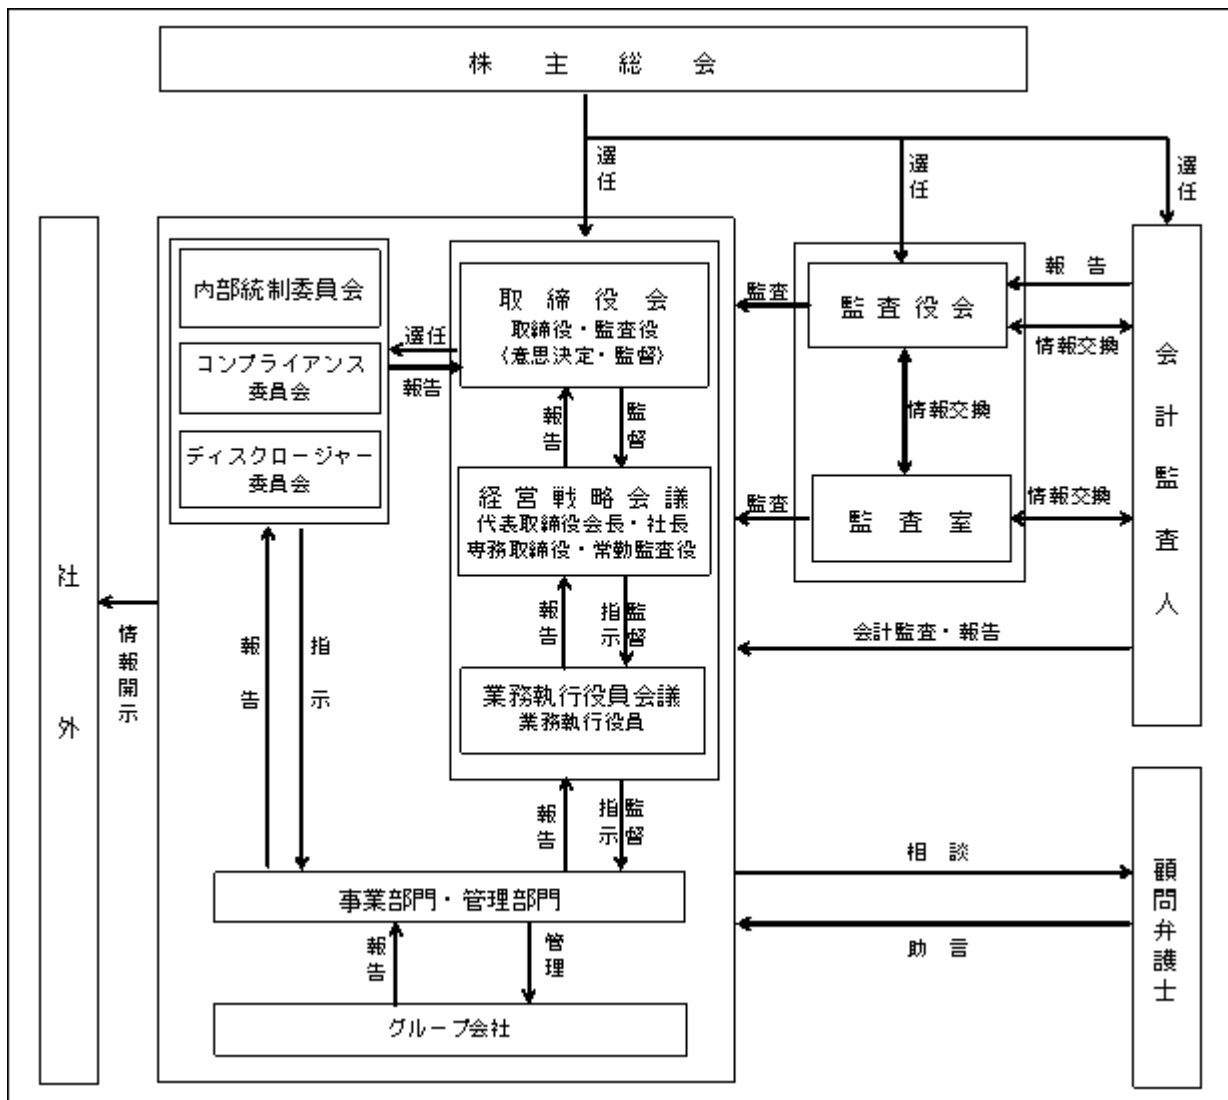 株主総会
選任
選任
選任
内部統制委員会
コンプライアンス
委員会
ディスクロージャー
委員会
選任
報告
取締役会
取締役・監査役
(意思決定・監督)
報告
監督
経営戦略会議
代表取締役会長・社長
専務取締役・常勤監査役
報告
指示
監督
業務執行役員会議
業務執行役員
報告
指示
監督
監査
監査役会
報告
情報交換
情報交換
監査
監査室
情報交換
会計監査・報告
会計監査人
社外
情報開示
報告
指示
事業部門・管理部門
報告
管理
グループ会社
相談
助言
顧問弁護士